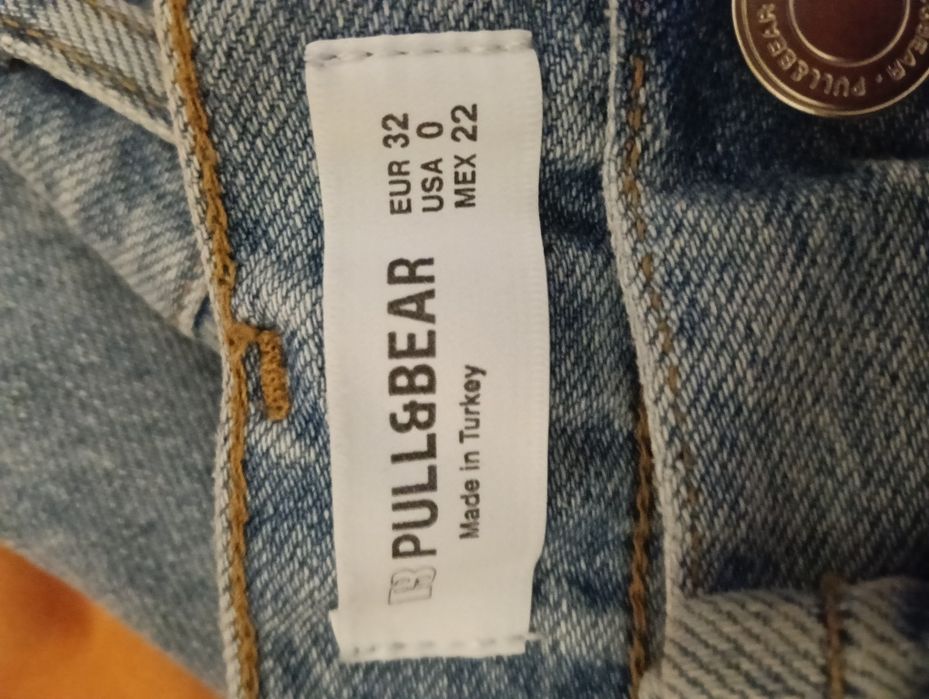 PULL&BEAR
Made in Turkey
EUR 32
USA 0
MEX 22
PULL&BEAR